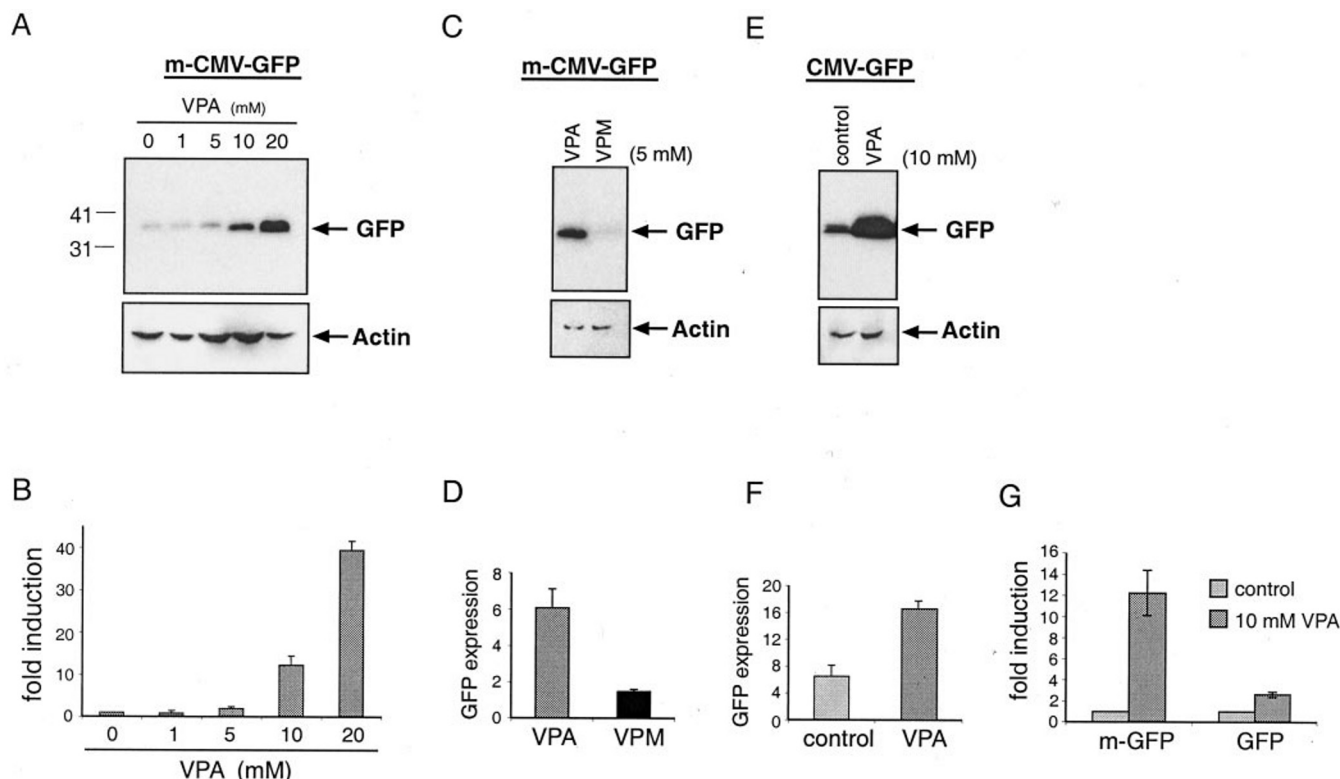 A
m-CMV-GFP
VPA (mM)
0 1 5 10 20
41
31
GFP
Actin
C
m-CMV-GFP
VPA VPM (5 mM)
GFP
Actin
E
CMV-GFP
control VPA (10 mM)
GFP
Actin
B
fold induction
40
30
20
10
0
0 1 5 10 20
VPA (mM)
D
GFP expression
8
6
4
2
0
VPA VPM
F
GFP expression
20
16
12
8
4
0
control VPA
G
fold induction
16
14
12
10
8
6
4
2
0
m-GFP GFP
control
10 mM VPA